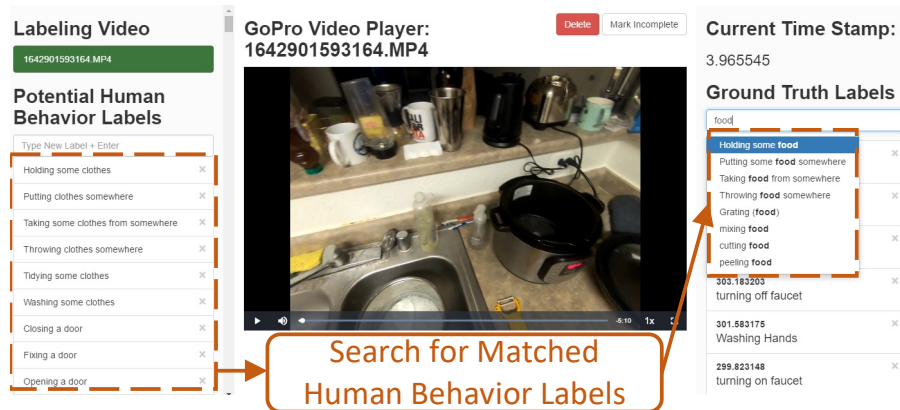 Labeling Video
1642901593164.MP4
Potential Human
Behavior Labels
Type New Label + Enter
Holding some clothes ×
Putting clothes somewhere ×
Taking some clothes from somewhere ×
Throwing clothes somewhere ×
Tidying some clothes ×
Washing some clothes ×
Closing a door ×
Fixing a door ×
Opening a door ×
GoPro Video Player:
1642901593164.MP4
Delete
Mark Incomplete
-5:10 1x
Search for Matched
Human Behavior Labels
Current Time Stamp:
3.965545
Ground Truth Labels
food
Holding some food
Putting some food somewhere
Taking food from somewhere
Throwing food somewhere
Grating (food)
mixing food
cutting food
peeling food
303.183203 ×
turning off faucet
301.583175 ×
Washing Hands
299.823148 ×
turning on faucet